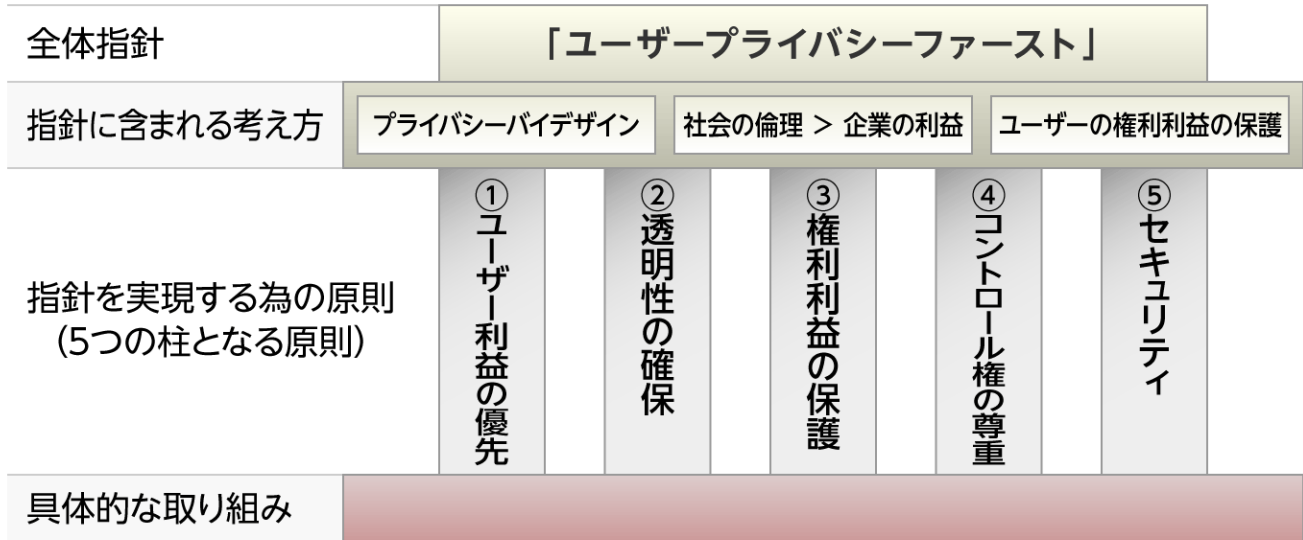 全体指針
「ユーザープライバシーファースト」
指針に含まれる考え方
プライバシーバイデザイン
社会の倫理 ＞ 企業の利益
ユーザーの権利利益の保護
指針を実現する為の原則
（5つの柱となる原則）
①ユーザー利益の優先
②透明性の確保
③権利利益の保護
④コントロール権の尊重
⑤セキュリティ
具体的な取り組み